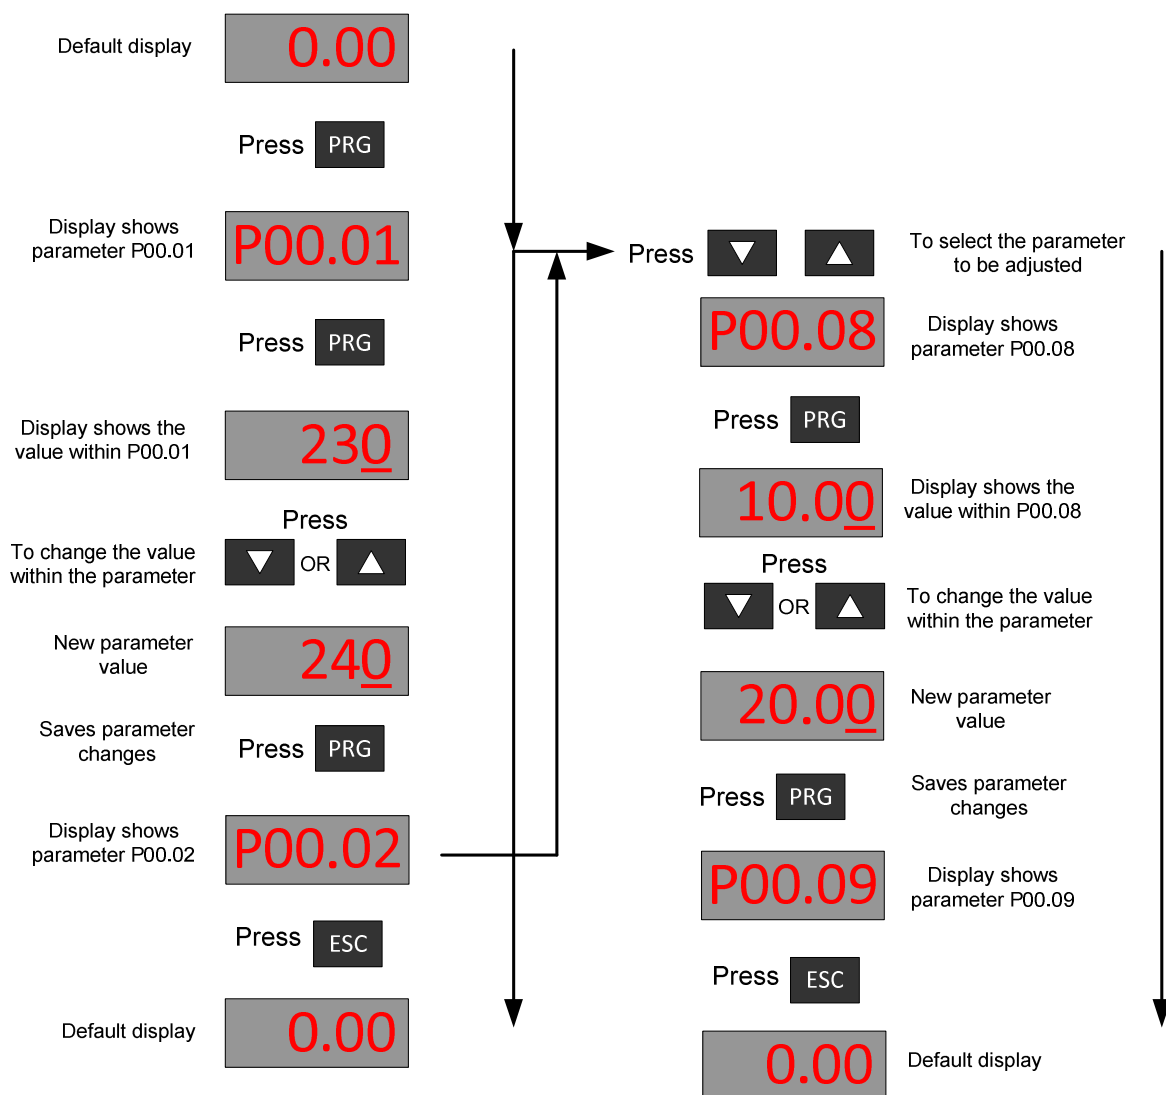 Default display
0.00
Press PRG
Display shows
parameter P00.01
P00.01
Press PRG
Display shows the
value within P00.01
230
Press
To change the value
within the parameter
OR
New parameter
value
240
Saves parameter
changes
Press PRG
Display shows
parameter P00.02
P00.02
Press ESC
Default display
0.00
Press
To select the parameter
to be adjusted
P00.08
Display shows
parameter P00.08
Press PRG
10.00
Display shows the
value within P00.08
Press
OR
To change the value
within the parameter
20.00
New parameter
value
Press PRG
Saves parameter
changes
P00.09
Display shows
parameter P00.09
Press ESC
0.00
Default display